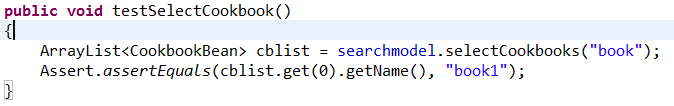 public void testSelectCookbook()
{
    ArrayList<CookbookBean> cblist = searchmodel.selectCookbooks("book");
    Assert.assertEquals(cblist.get(0).getName(), "book1");
}